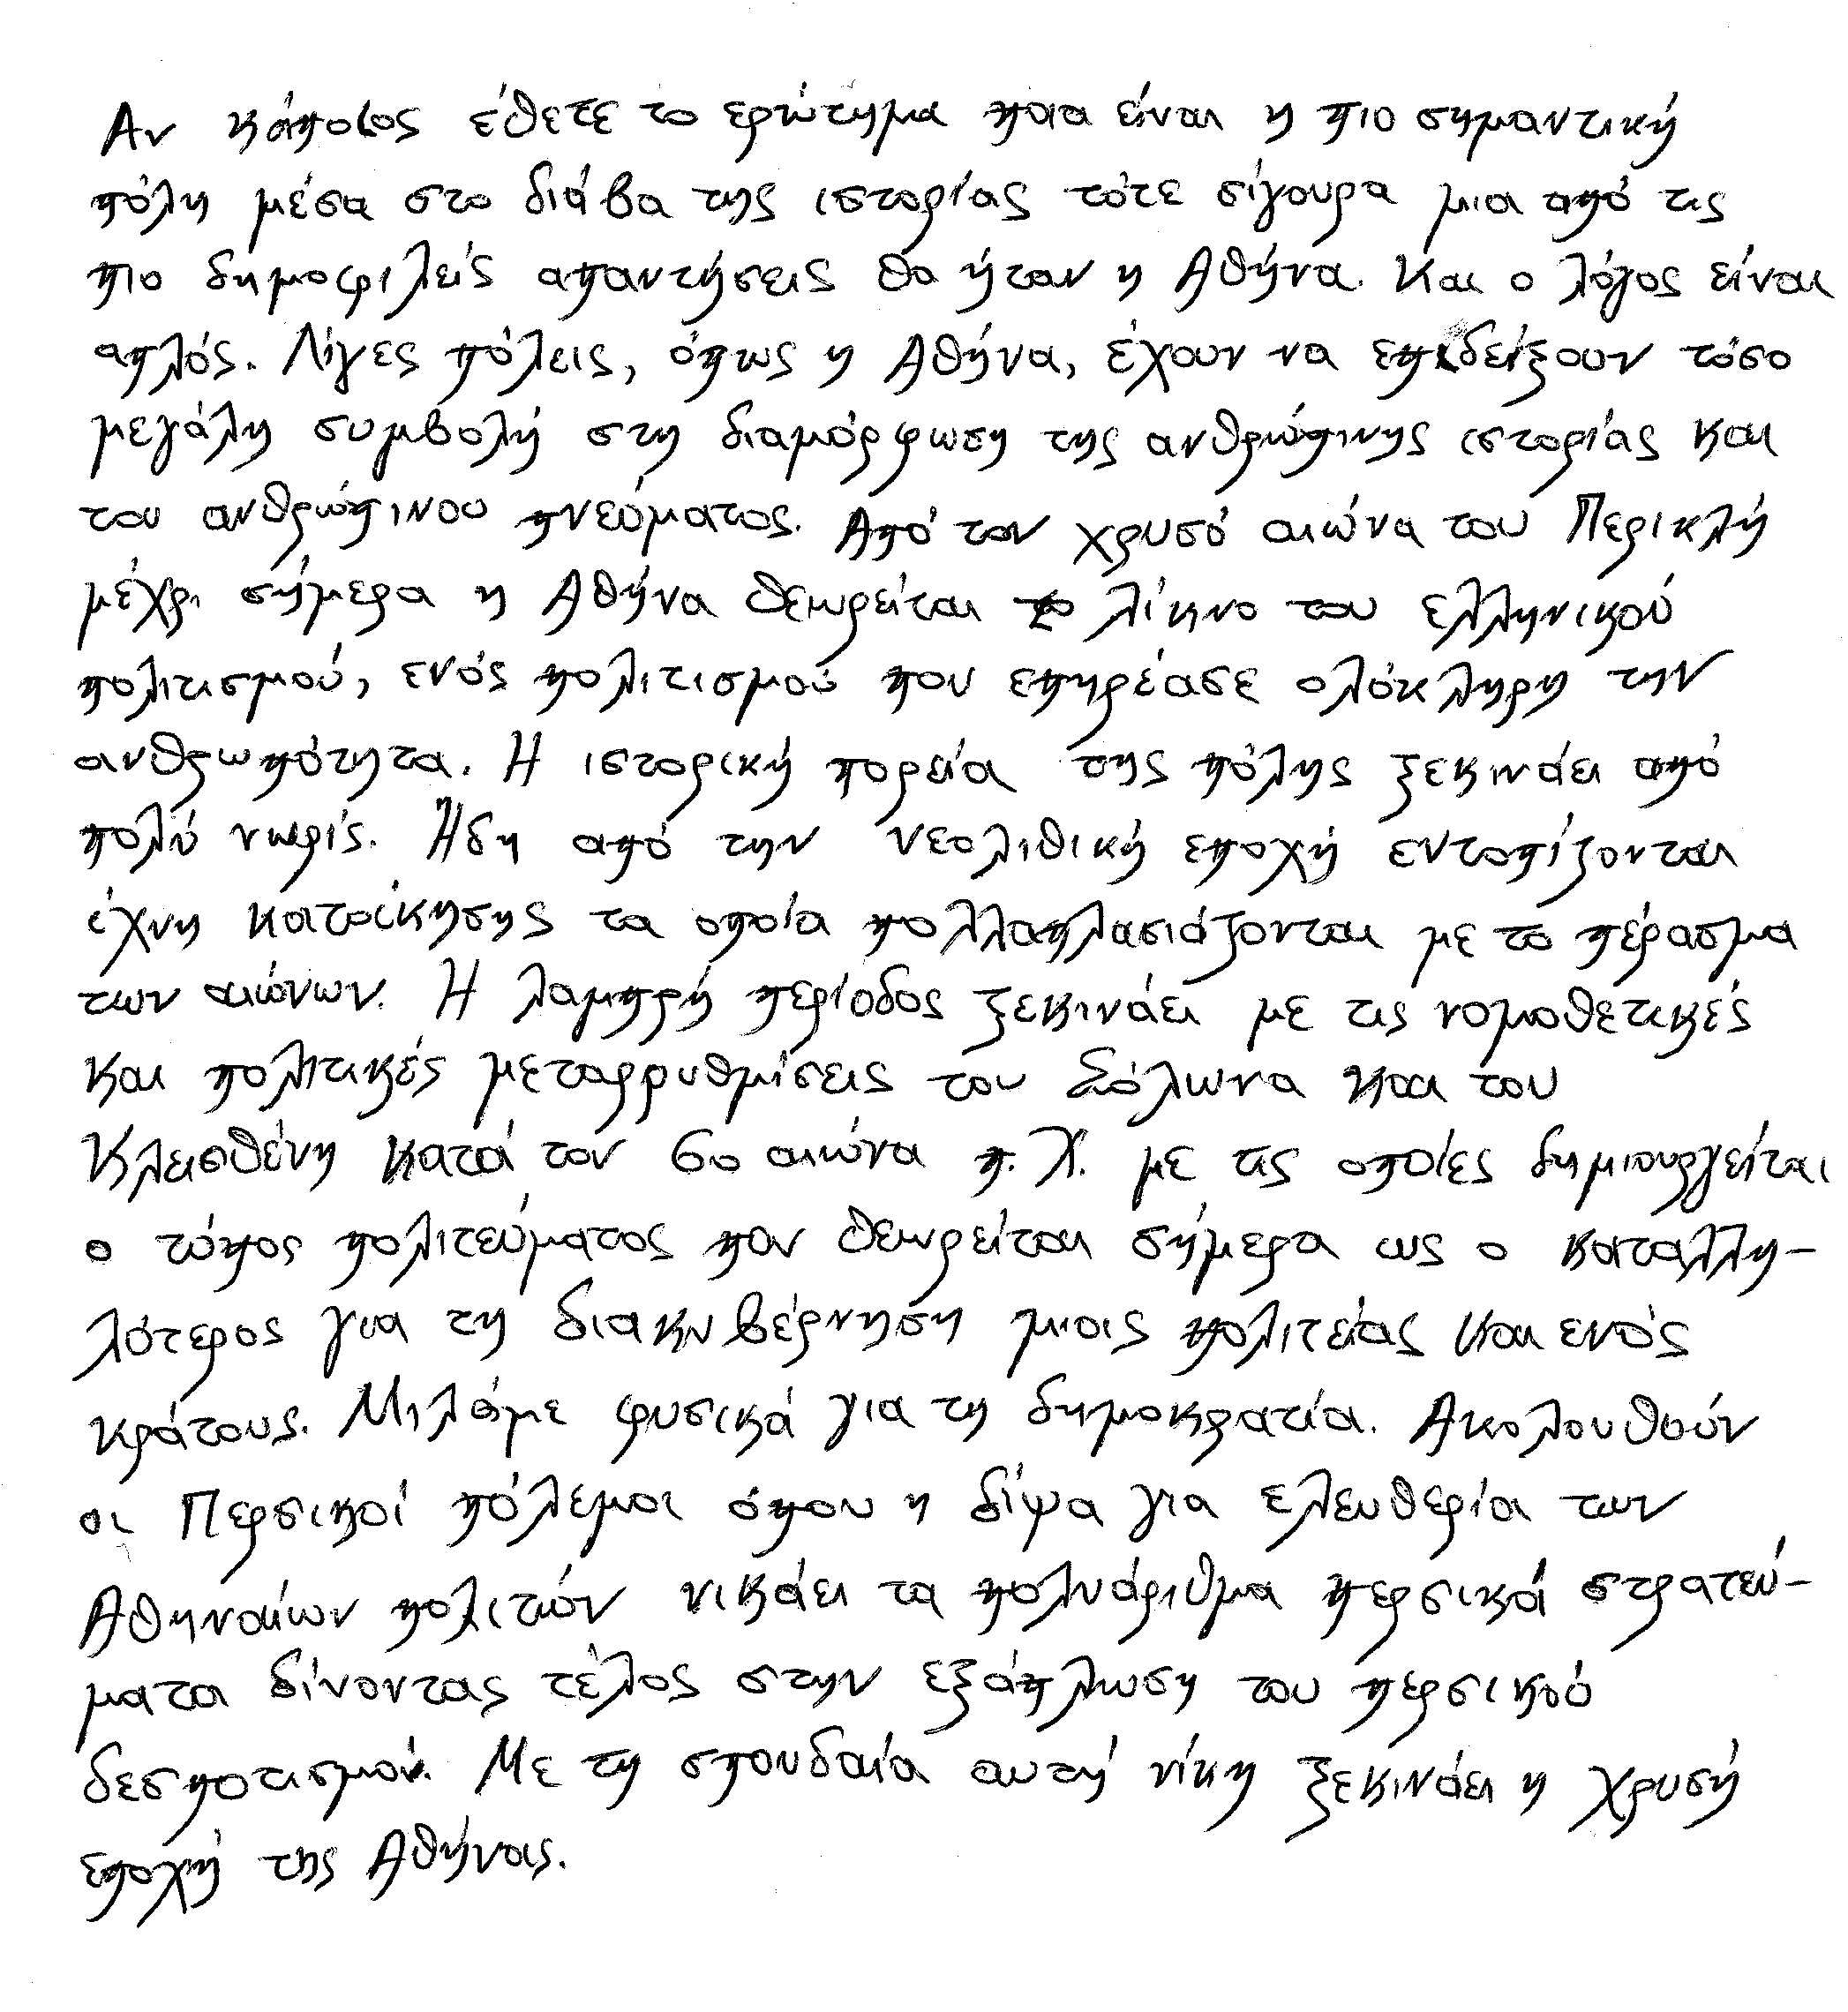 Αν κάποιος έθετε το ερώτημα ποια είναι η πιο σημαντική
πόλη μέσα στο διάβα της ιστορίας τότε σίγουρα μια από τις
πιο δημοφιλείς απαντήσεις θα ήταν η Αθήνα. Και ο λόγος είναι
απλός. Λίγες πόλεις, όπως η Αθήνα, έχουν να επιδείξουν τόσο
μεγάλη συμβολή στη διαμόρφωση της ανθρώπινης ιστορίας και
του ανθρώπινου πνεύματος. Από τον χρυσό αιώνα του Περικλή
μέχρι σήμερα η Αθήνα θεωρείται το λίκνο του ελληνικού
πολιτισμού, ενός πολιτισμού που επηρέασε ολόκληρη την
ανθρωπότητα. Η ιστορική πορεία της πόλης ξεκινάει από
πολύ νωρίς. Ήδη από την νεολιθική εποχή εντοπίζονται
ίχνη κατοίκησης τα οποία πολλαπλασιάζονται με το πέρασμα
των αιώνων. Η λαμπρή περίοδος ξεκινάει με τις νομοθετικές
και πολιτικές μεταρρυθμίσεις του Σόλωνα και του
Κλεισθένη κατά τον 6ο αιώνα π.Χ. με τις οποίες δημιουργείται
ο τύπος πολιτεύματος που θεωρείται σήμερα ως ο καταλλη-
λότερος για τη διακυβέρνηση μιας πολιτείας και ενός
κράτους. Μιλάμε φυσικά για τη δημοκρατία. Ακολουθούν
οι Περσικοί πόλεμοι όπου η δίψα για ελευθερία των
Αθηναίων πολιτών νικάει τα πολυάριθμα περσικά στρατεύ-
ματα δίνοντας τέλος στην εξάπλωση του περσικού
δεσποτισμού. Με τη σπουδαία αυτή νίκη ξεκινάει η χρυσή
εποχή της Αθήνας.